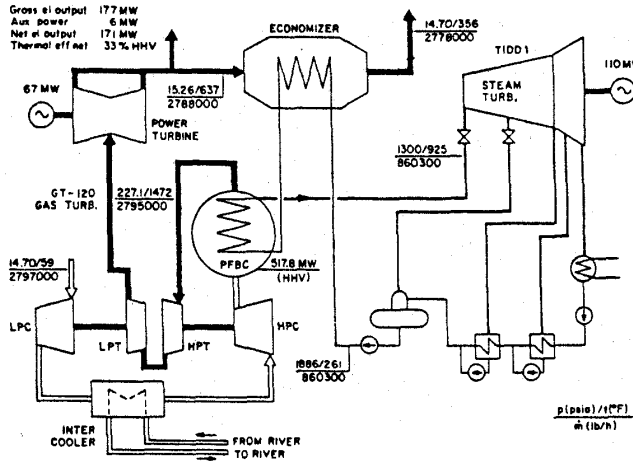 Gross el output 177 MW
Aux power 6 MW
Net el output 171 MW
Thermal eff net 33% HHV
ECONOMIZER
14.70/356
2778000
TIDD 1
67 MW
15.26/637
2788000
STEAM
TURB.
110 MW
POWER
TURBINE
1300/925
860300
GT-120
GAS TURB.
227.1/1472
2795000
PFBC
517.8 MW
(HHV)
14.70/59
2797000
LPC
LPT
HPT
HPC
1886/261
860300
INTER
COOLER
FROM RIVER
TO RIVER
p(psia)/t(°F)
ṁ (lb/h)